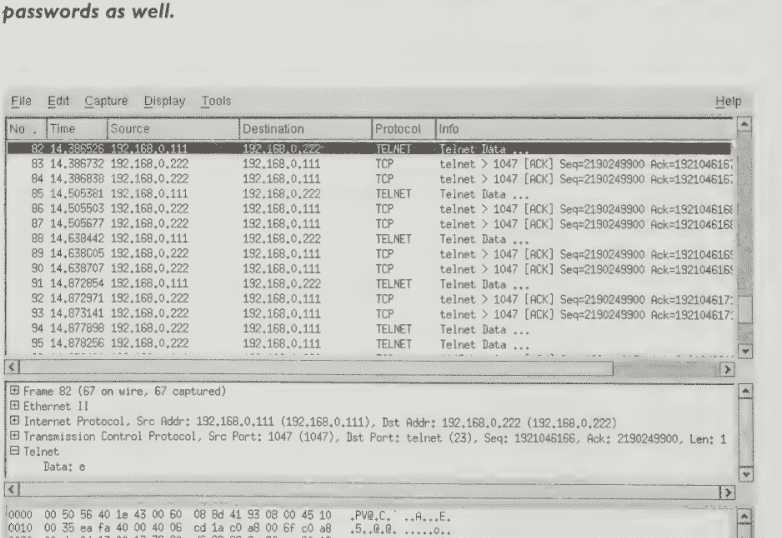 passwords as well.
File Edit Capture Display Tools Help
No . Time Source Destination Protocol Info
82 14.386526 192.168.0.111 192.168.0.222 TELNET Telnet Data ...
83 14.386732 192.168.0.222 192.168.0.111 TCP telnet > 1047 [ACK] Seq=2190249900 Ack=192104616
84 14.386838 192.168.0.222 192.168.0.111 TCP telnet > 1047 [ACK] Seq=2190249900 Ack=192104616
85 14.505381 192.168.0.111 192.168.0.222 TELNET Telnet Data ...
86 14.505503 192.168.0.222 192.168.0.111 TCP telnet > 1047 [ACK] Seq=2190249900 Ack=192104616
87 14.505677 192.168.0.222 192.168.0.111 TCP telnet > 1047 [ACK] Seq=2190249900 Ack=192104616
88 14.638442 192.168.0.111 192.168.0.222 TELNET Telnet Data ...
89 14.638605 192.168.0.222 192.168.0.111 TCP telnet > 1047 [ACK] Seq=2190249900 Ack=192104616
90 14.638707 192.168.0.222 192.168.0.111 TCP telnet > 1047 [ACK] Seq=2190249900 Ack=192104616
91 14.872854 192.168.0.111 192.168.0.222 TELNET Telnet Data ...
92 14.872971 192.168.0.222 192.168.0.111 TCP telnet > 1047 [ACK] Seq=2190249900 Ack=192104617
93 14.873141 192.168.0.222 192.168.0.111 TCP telnet > 1047 [ACK] Seq=2190249900 Ack=192104617
94 14.877898 192.168.0.222 192.168.0.111 TELNET Telnet Data ...
95 14.878256 192.168.0.222 192.168.0.111 TELNET Telnet Data ...
Frame 82 (67 on wire, 67 captured)
Ethernet II
Internet Protocol, Src Addr: 192.168.0.111 (192.168.0.111), Dst Addr: 192.168.0.222 (192.168.0.222)
Transmission Control Protocol, Src Port: 1047 (1047), Dst Port: telnet (23), Seq: 1921046166, Ack: 2190249900, Len: 1
Telnet
Data: e
0000 00 50 56 40 1e 43 00 60 08 8d 41 93 08 00 45 10 .PV@.C.` ..A...E.
0010 00 35 ea fa 40 00 40 06 cd 1a c0 a8 00 6f c0 a8 .5..@.@. .....o..